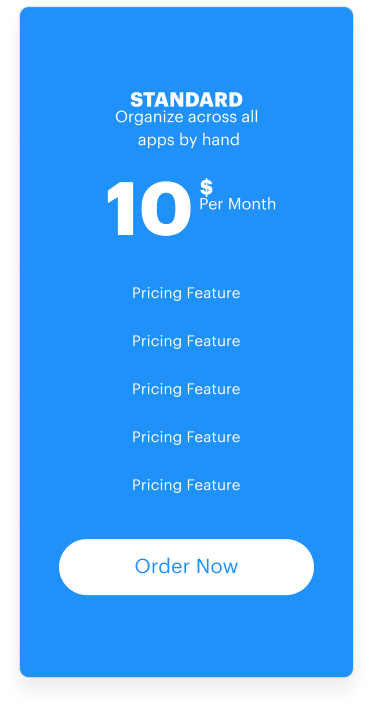 STANDARD
Organize across all
apps by hand
10
$
Per Month
Pricing Feature
Pricing Feature
Pricing Feature
Pricing Feature
Pricing Feature
Order Now